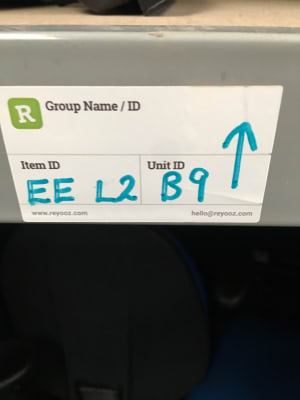 R Group Name / ID
Item ID Unit ID
EE L2 B9
www.reyooz.com hello@reyooz.com